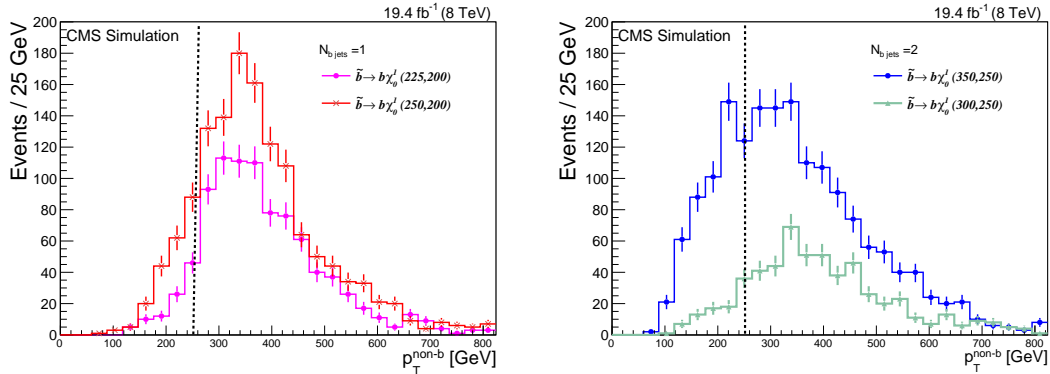 19.4 fb⁻¹ (8 TeV)
CMS Simulation
N_b jets =1
b̃→ bχ₀¹ (225,200)
b̃→ bχ₀¹ (250,200)
Events / 25 GeV
200
180
160
140
120
100
80
60
40
20
0
0 100 200 300 400 500 600 700 800
p_T^non-b [GeV]
19.4 fb⁻¹ (8 TeV)
CMS Simulation
N_b jets =2
b̃→ bχ₀¹ (350,250)
b̃→ bχ₀¹ (300,250)
Events / 25 GeV
200
180
160
140
120
100
80
60
40
20
0
0 100 200 300 400 500 600 700 800
p_T^non-b [GeV]